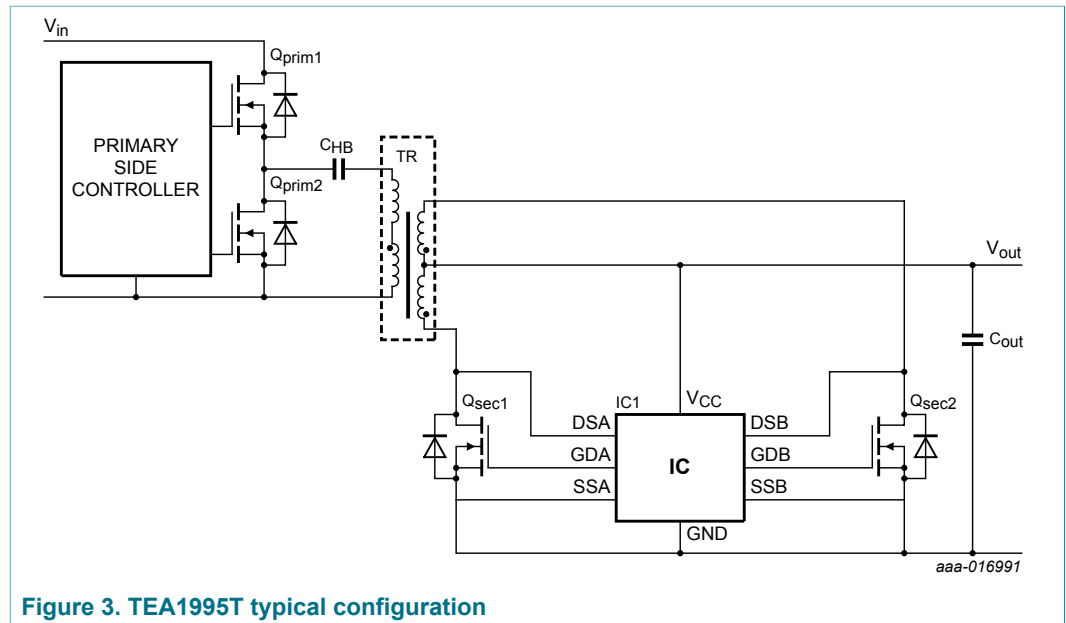 Vin
Qprim1
PRIMARY
SIDE
CONTROLLER
CHB
TR
Qprim2
Vout
Cout
Qsec1
IC1
VCC
Qsec2
DSA
DSB
GDA
IC
GDB
SSA
SSB
GND
aaa-016991
Figure 3. TEA1995T typical configuration